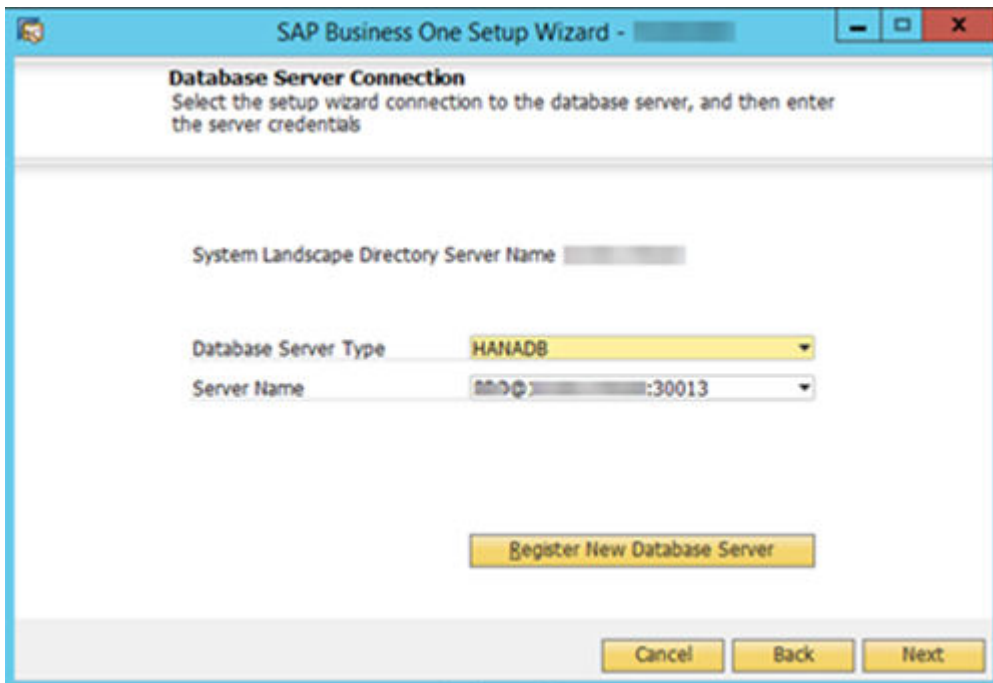 SAP Business One Setup Wizard -
Database Server Connection
Select the setup wizard connection to the database server, and then enter
the server credentials
System Landscape Directory Server Name
Database Server Type HANADB
Server Name :30013
Register New Database Server
Cancel Back Next